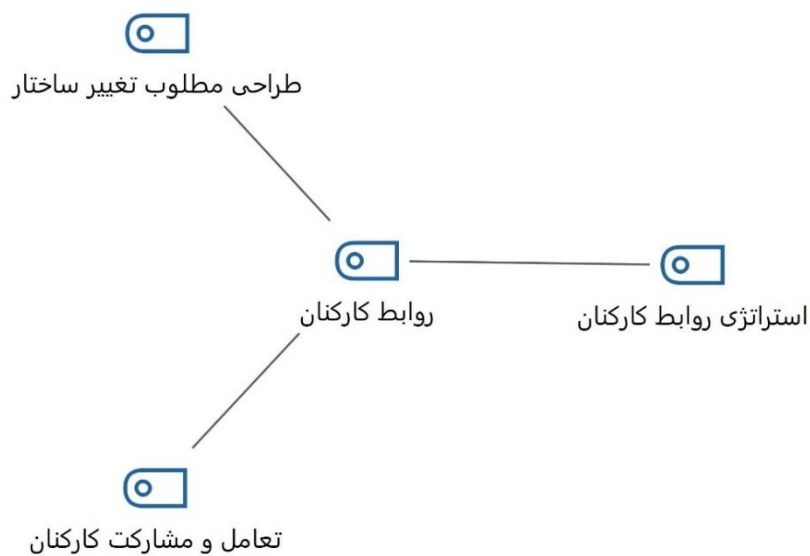 طراحی مطلوب تغییر ساختار
روابط کارکنان
استراتژی روابط کارکنان
تعامل و مشارکت کارکنان